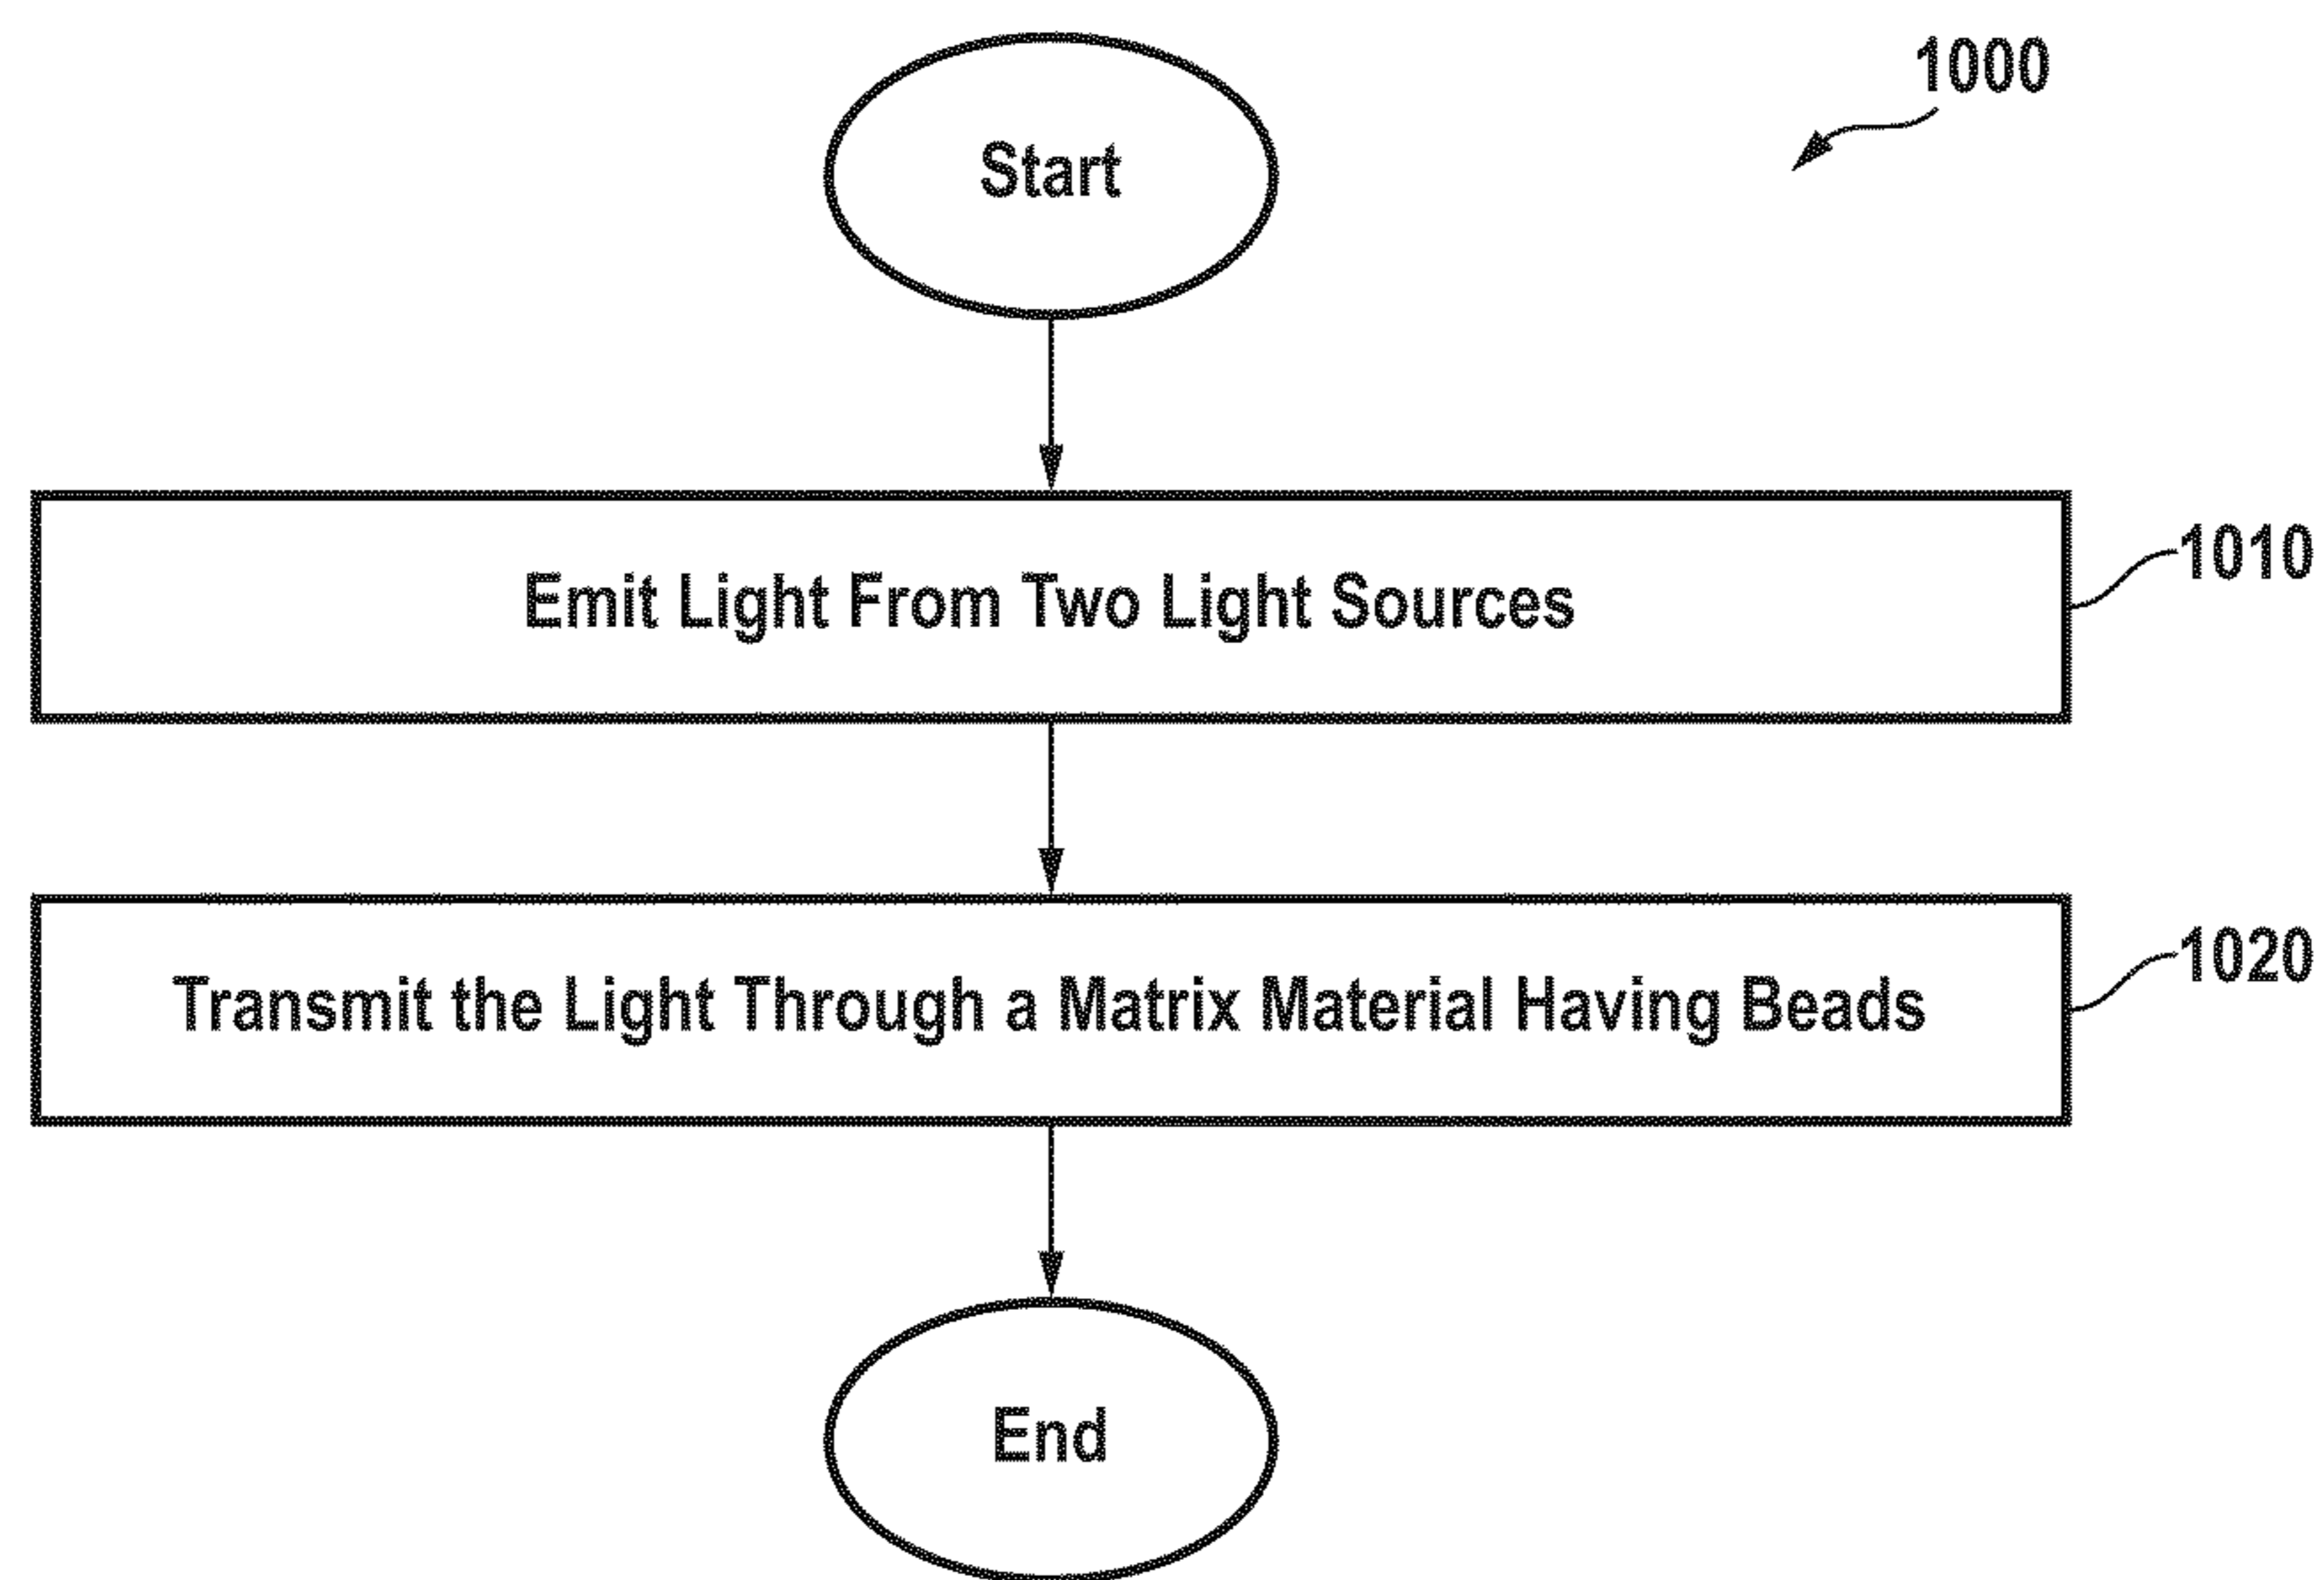 1000
Start
Emit Light From Two Light Sources
1010
Transmit the Light Through a Matrix Material Having Beads
1020
End